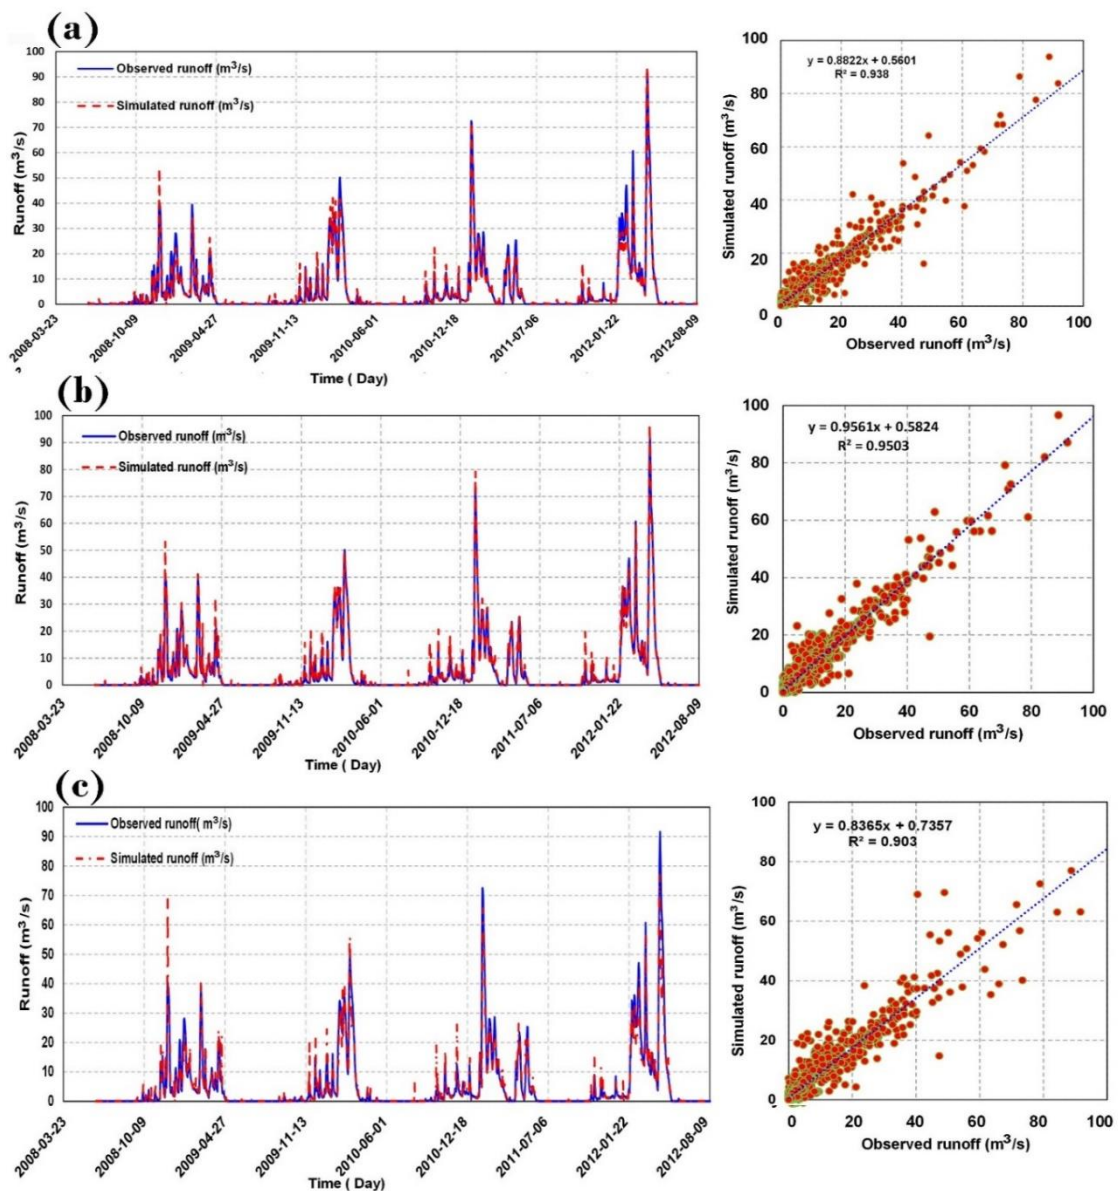 (a)
100
90
80
70
60
50
40
30
20
10
0
Runoff (m³/s)
Observed runoff (m³/s)
Simulated runoff (m³/s)
2008-03-23
2008-10-09
2009-04-27
2009-11-13
2010-06-01
2010-12-18
2011-07-06
2012-01-22
2012-08-09
Time ( Day)
100
80
60
40
20
0
Simulated runoff (m³/s)
y = 0.8822x + 0.5601
R² = 0.938
0 20 40 60 80 100
Observed runoff (m³/s)
(b)
100
90
80
70
60
50
40
30
20
10
0
Runoff (m³/s)
Observed runoff (m³/s)
Simulated runoff (m³/s)
2008-03-23
2008-10-09
2009-04-27
2009-11-13
2010-06-01
2010-12-18
2011-07-06
2012-01-22
2012-08-09
Time ( Day)
100
80
60
40
20
0
Simulated runoff (m³/s)
y = 0.9561x + 0.5824
R² = 0.9503
0 20 40 60 80 100
Observed runoff (m³/s)
(c)
100
90
80
70
60
50
40
30
20
10
0
Runoff (m³/s)
Observed runoff( m³/s)
Simulated runoff (m³/s)
2008-03-23
2008-10-09
2009-04-27
2009-11-13
2010-06-01
2010-12-18
2011-07-06
2012-01-22
2012-08-09
Time ( Day)
100
80
60
40
20
0
Simulated runoff (m³/s)
y = 0.8365x + 0.7357
R² = 0.903
0 20 40 60 80 100
Observed runoff (m³/s)